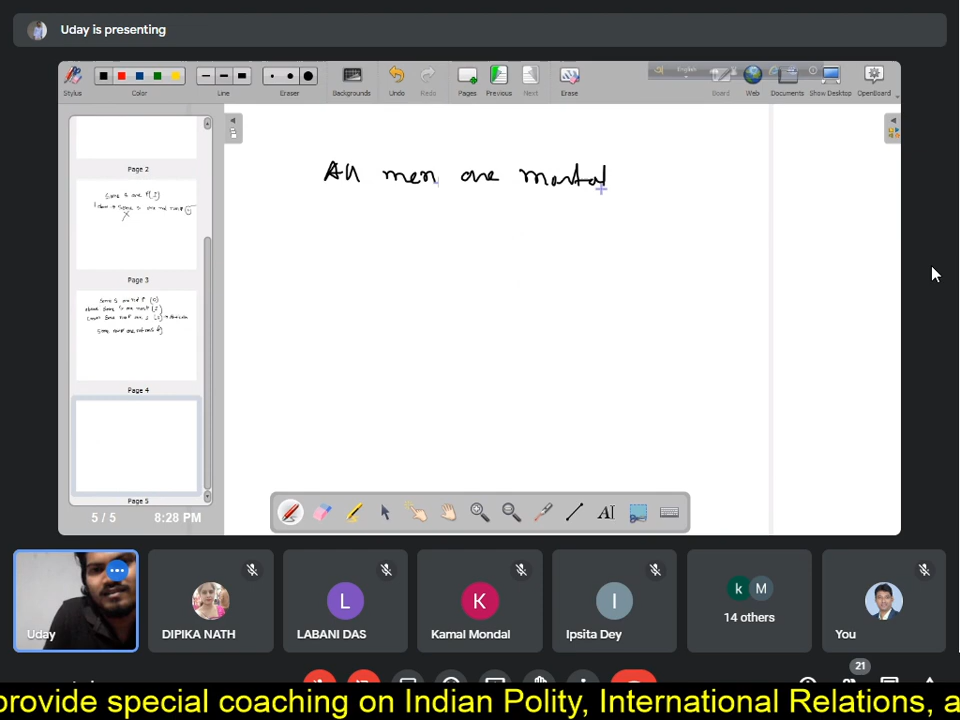 Uday is presenting
Stylus
Color
Line
Eraser
Backgrounds
Undo
Redo
Pages
Previous
Next
Erase
English
Board
Web
Documents
Show Desktop
OpenBoard
Page 2
Page 3
Page 4
Page 5
5 / 5 8:28 PM
All men are mortal
Uday
DIPIKA NATH
L
LABANI DAS
K
Kamal Mondal
I
Ipsita Dey
k M
14 others
You
21
provide special coaching on Indian Polity, International Relations, a